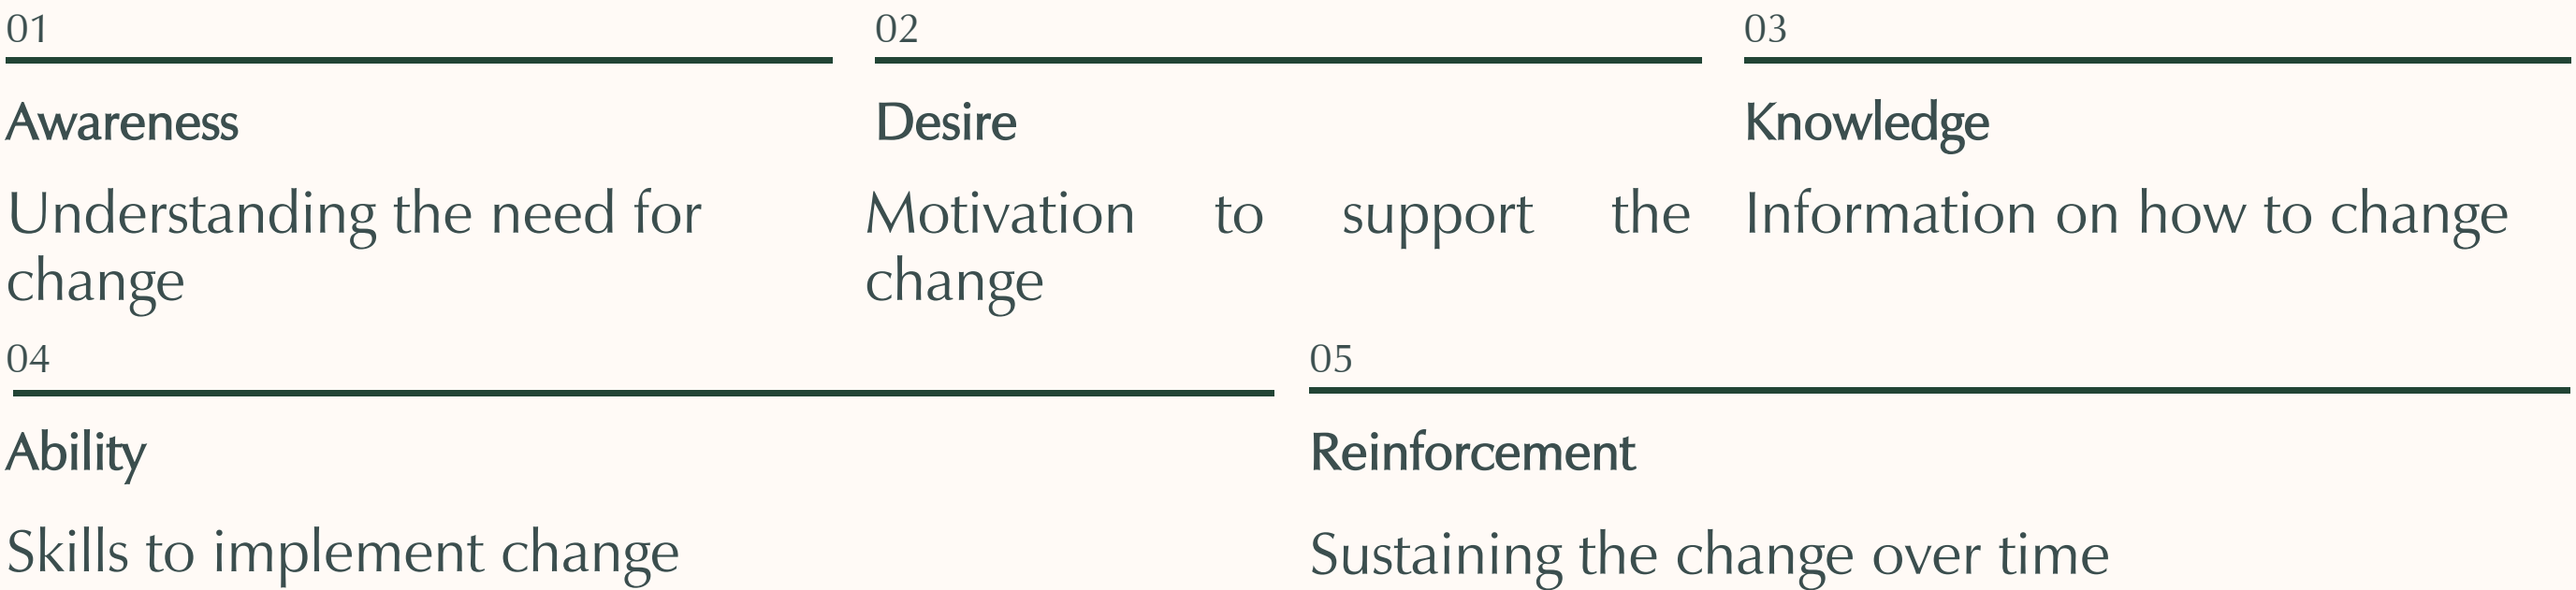 01
Awareness
Understanding the need for
change
02
Desire
Motivation to support the
change
03
Knowledge
Information on how to change
04
Ability
Skills to implement change
05
Reinforcement
Sustaining the change over time